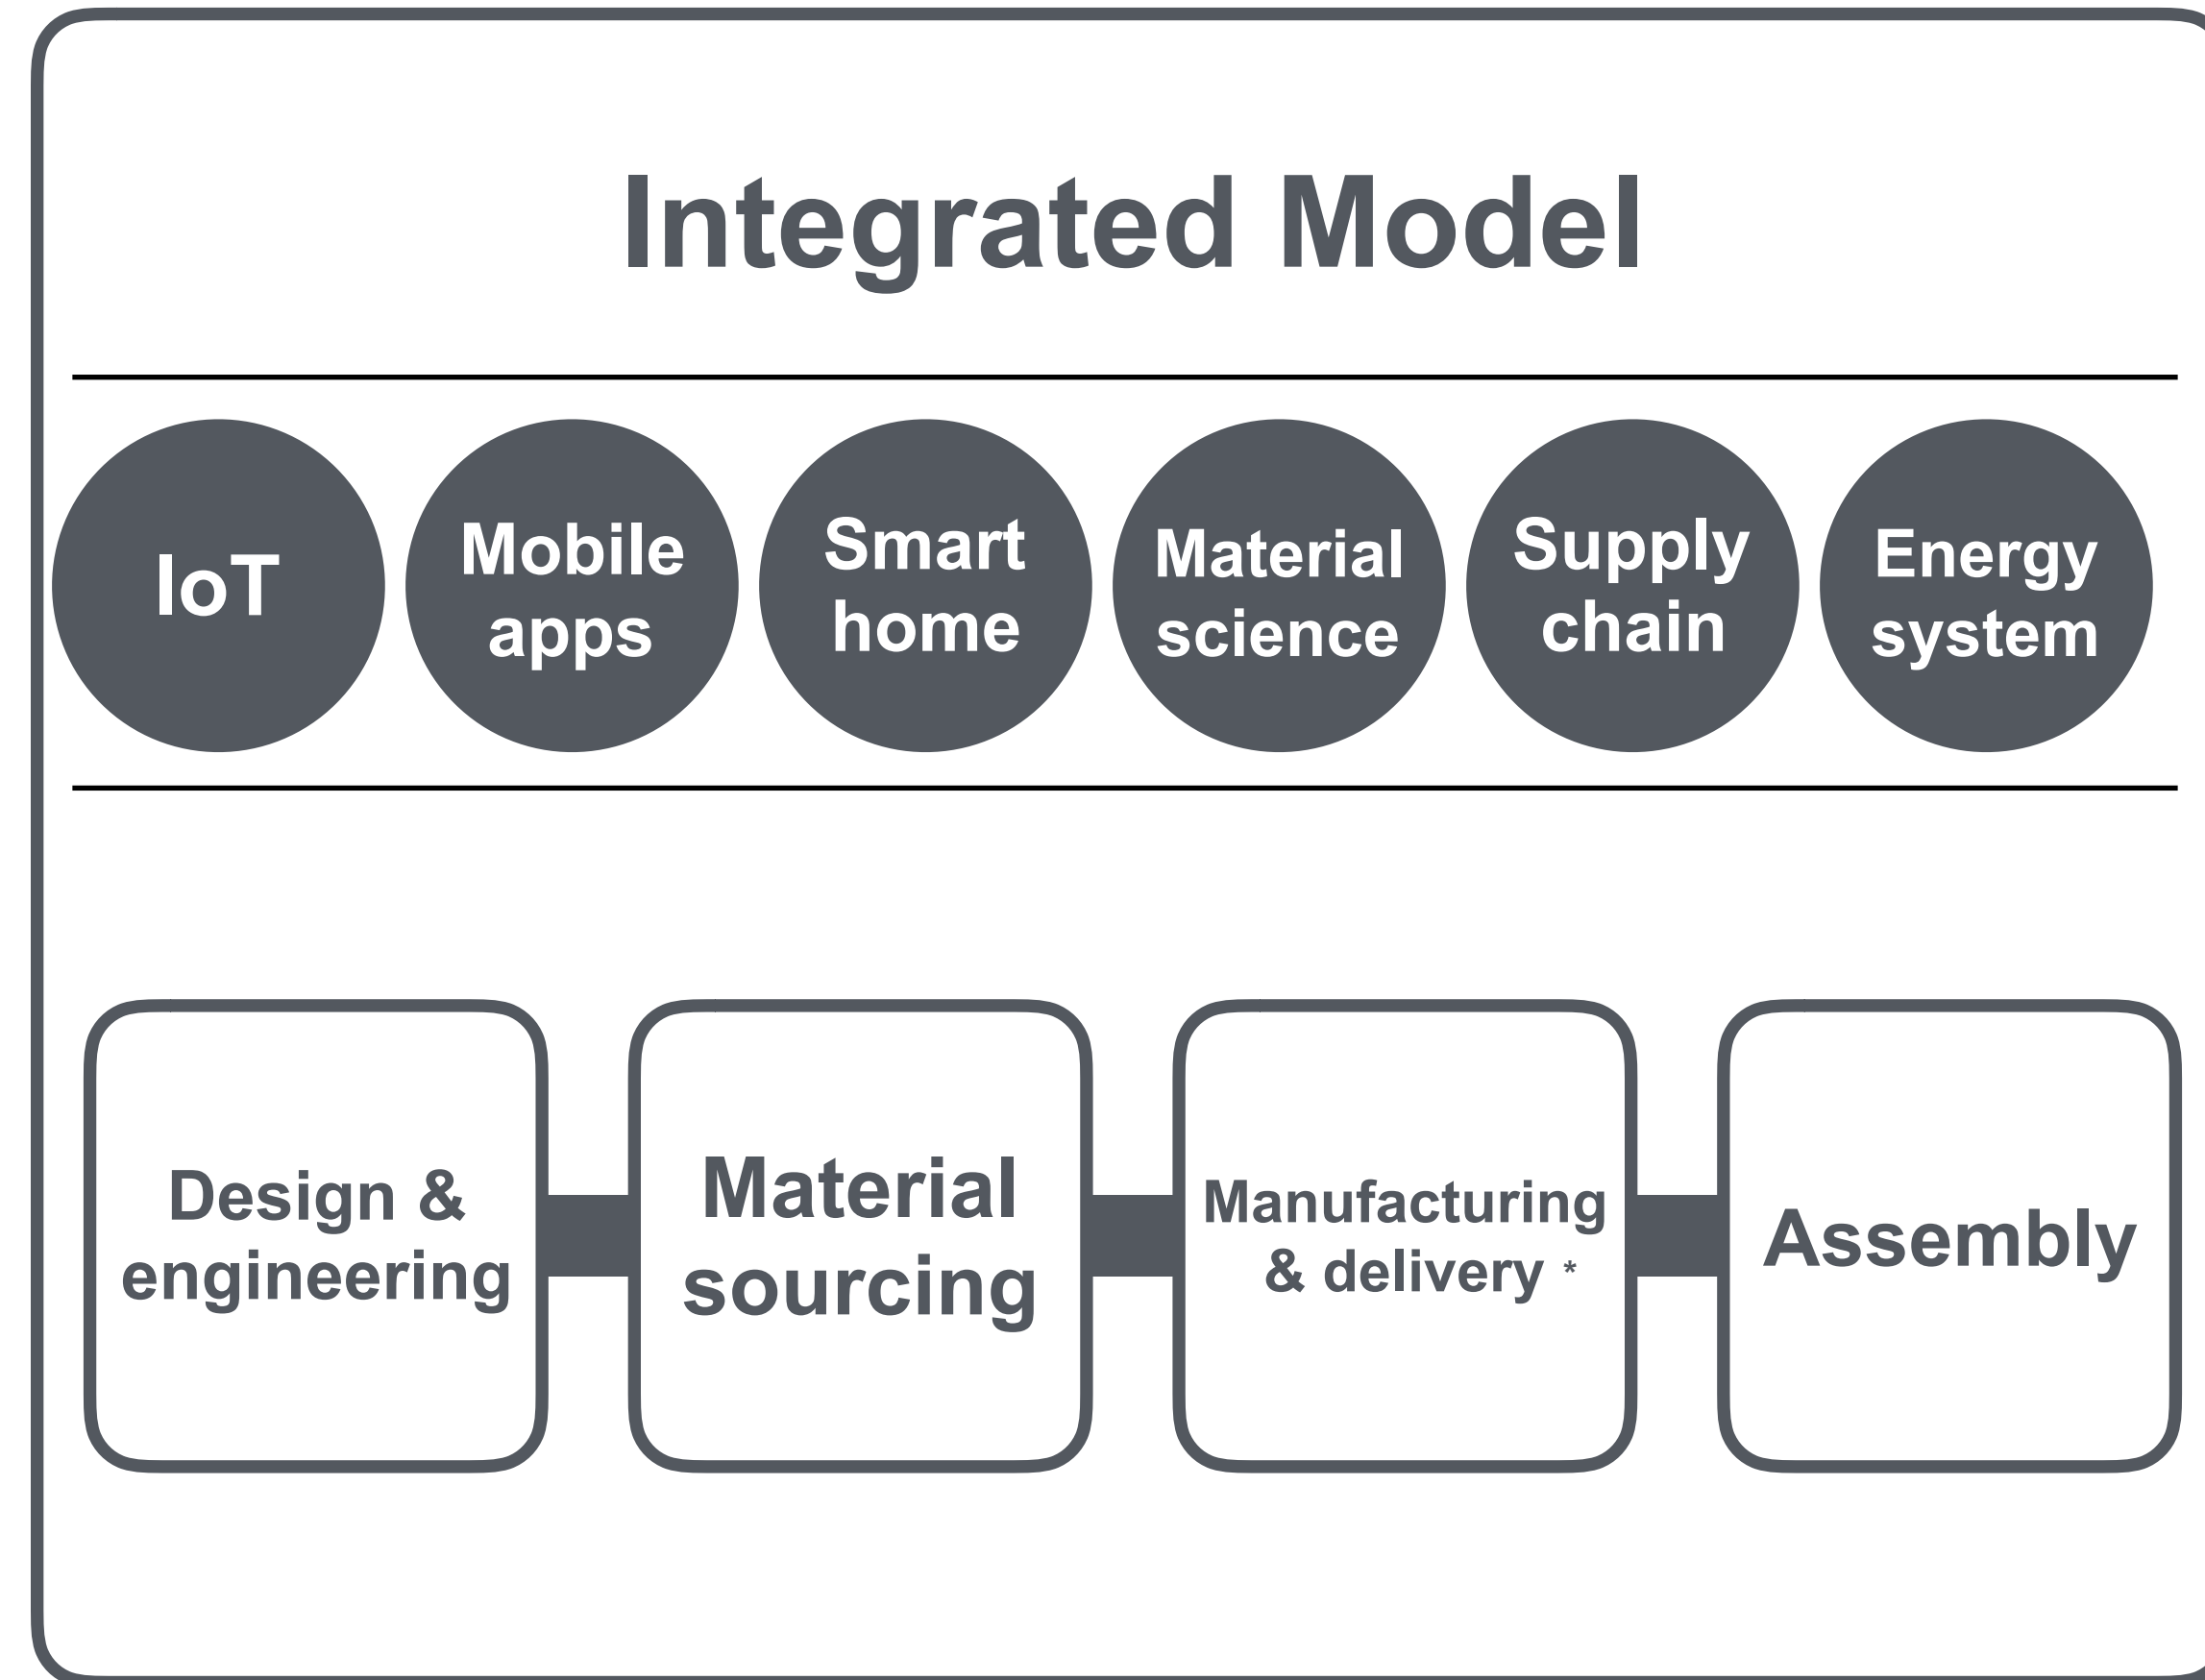 Integrated Model
IoT
Mobile
apps
Smart
home
Material
science
Supply
chain
Energy
system
Design &
engineering
Material
sourcing
Manufacturing
& delivery *
Assembly